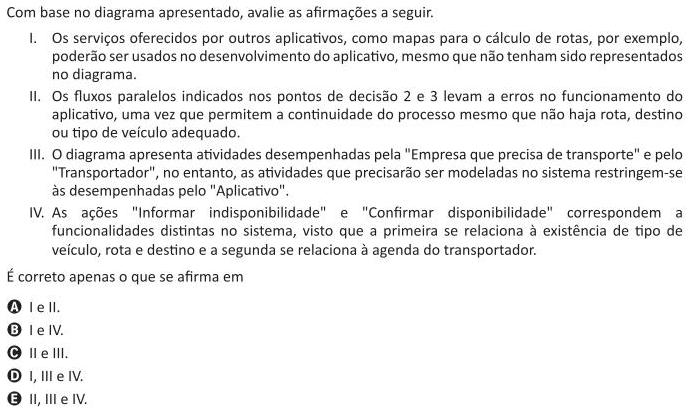 Com base no diagrama apresentado, avalie as afirmações a seguir.
I. Os serviços oferecidos por outros aplicativos, como mapas para o cálculo de rotas, por exemplo,
poderão ser usados no desenvolvimento do aplicativo, mesmo que não tenham sido representados
no diagrama.
II. Os fluxos paralelos indicados nos pontos de decisão 2 e 3 levam a erros no funcionamento do
aplicativo, uma vez que permitem a continuidade do processo mesmo que não haja rota, destino
ou tipo de veículo adequado.
III. O diagrama apresenta atividades desempenhadas pela "Empresa que precisa de transporte" e pelo
"Transportador", no entanto, as atividades que precisarão ser modeladas no sistema restringem-se
às desempenhadas pelo "Aplicativo".
IV. As ações "Informar indisponibilidade" e "Confirmar disponibilidade" correspondem a
funcionalidades distintas no sistema, visto que a primeira se relaciona à existência de tipo de
veículo, rota e destino e a segunda se relaciona à agenda do transportador.
É correto apenas o que se afirma em
A I e II.
B I e IV.
C II e III.
D I, III e IV.
E II, III e IV.